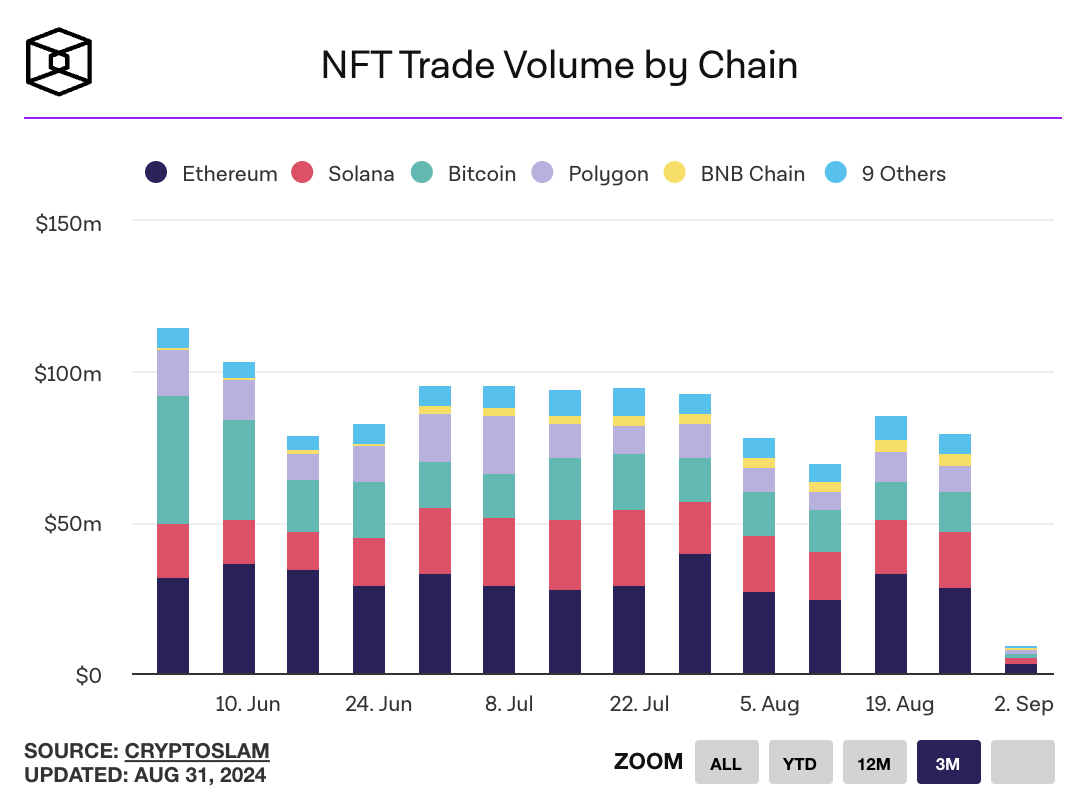 NFT Trade Volume by Chain
Ethereum Solana Bitcoin Polygon BNB Chain 9 Others
$150m
$100m
$50m
$0
10. Jun 24. Jun 8. Jul 22. Jul 5. Aug 19. Aug 2. Sep
SOURCE: CRYPTOSLAM
UPDATED: AUG 31, 2024
ZOOM ALL YTD 12M 3M